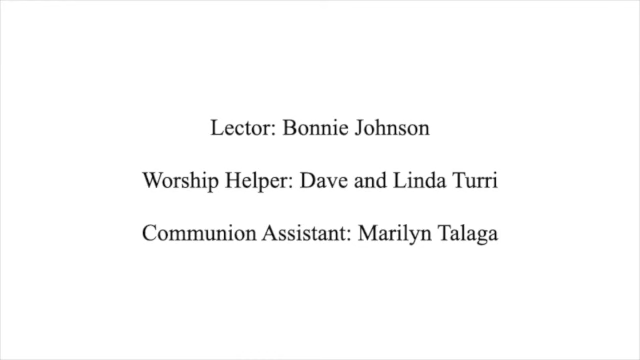 Lector: Bonnie Johnson
Worship Helper: Dave and Linda Turri
Communion Assistant: Marilyn Talaga